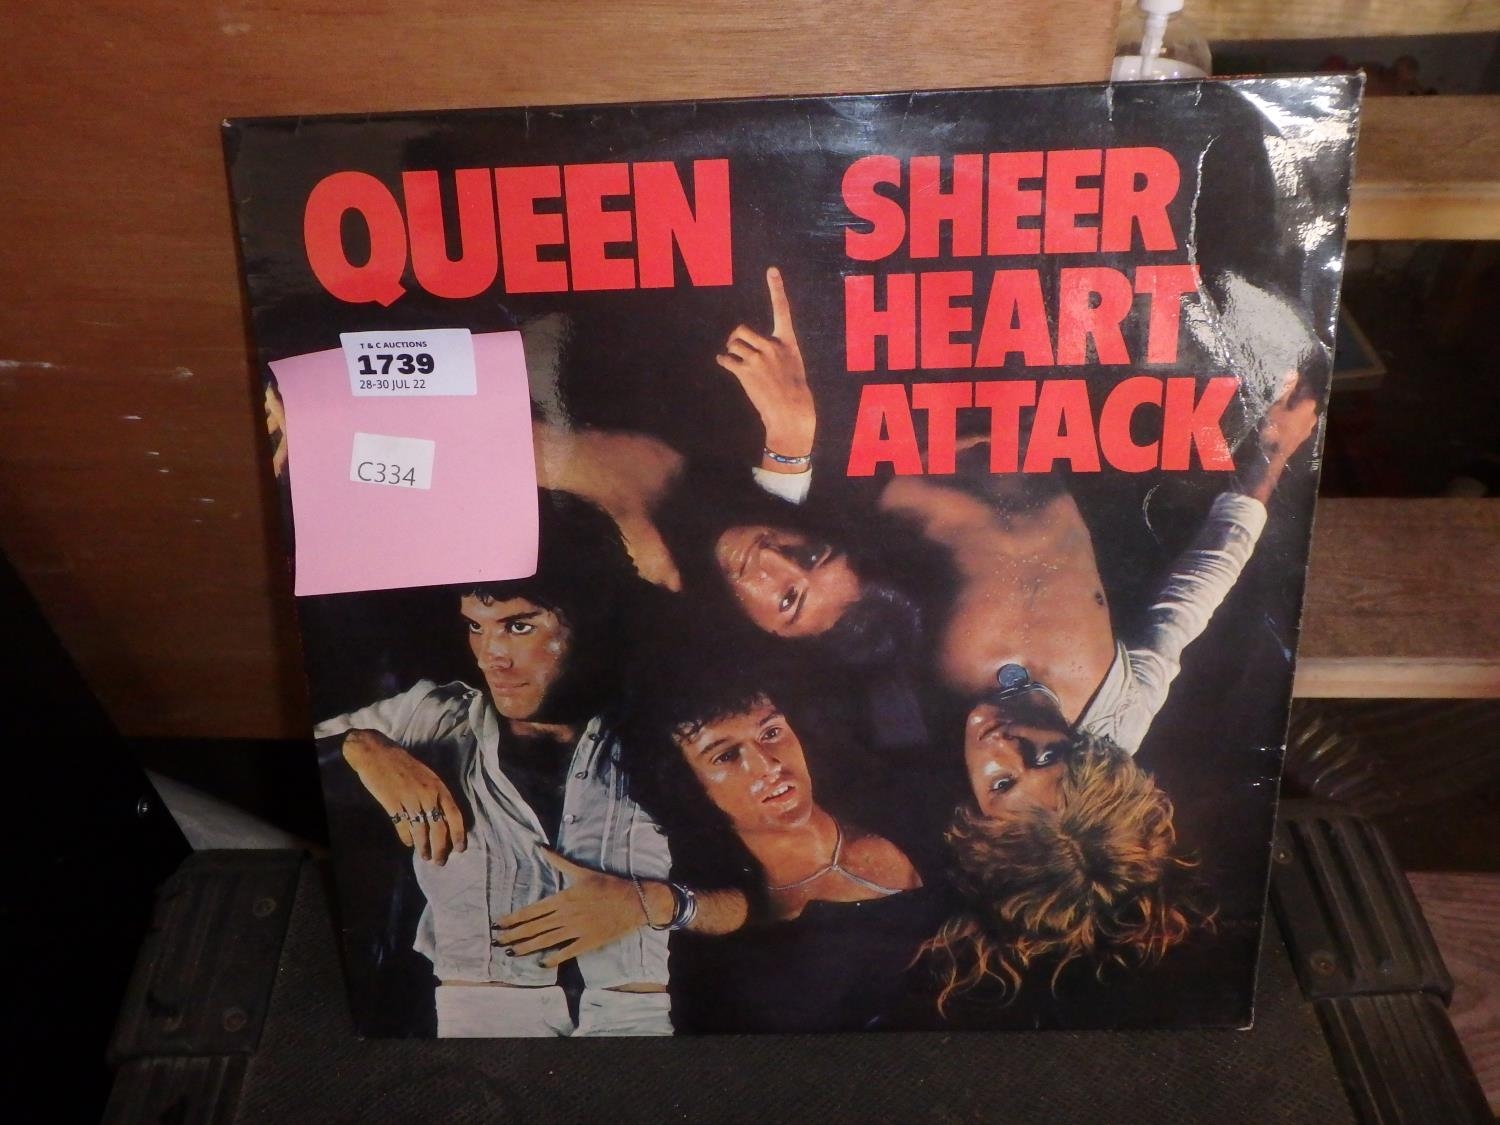 QUEEN
SHEER
HEART
ATTACK
T & C AUCTIONS
1739
28-30 JUL 22
C334